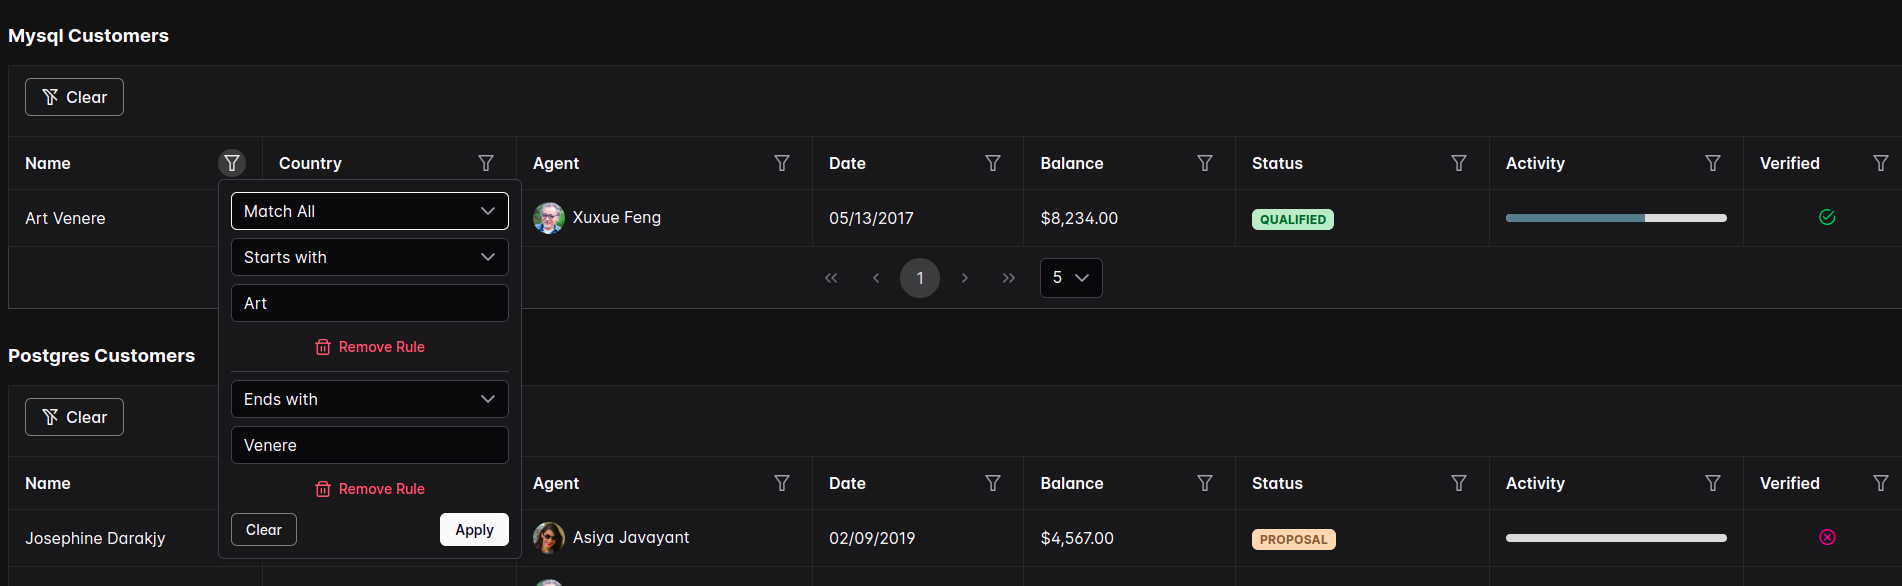 Mysql Customers
Clear
Name Country Agent Date Balance Status Activity Verified
Art Venere Xuxue Feng 05/13/2017 $8,234.00 QUALIFIED
Match All
Starts with
Art
Remove Rule
Ends with
Venere
Remove Rule
Clear Apply
1 5
Postgres Customers
Clear
Name Agent Date Balance Status Activity Verified
Josephine Darakjy Asiya Javayant 02/09/2019 $4,567.00 PROPOSAL